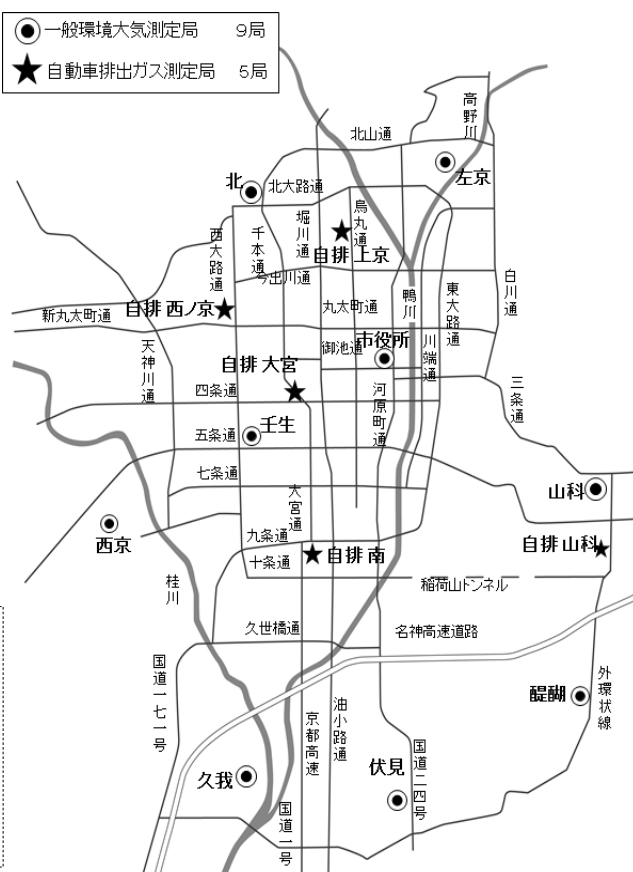 一般環境大気測定局 9局
自動車排出ガス測定局 5局
高野川
北山通
左京
北
北大路通
烏丸通
堀川通
西大路通
千本通
自排 上京
今出川通
白川通
東大路通
鴨川
自排 西ノ京
丸太町通
新丸太町通
市役所
御池通
川端通
天神川通
自排 大宮
三条通
四条通
河原町通
壬生
五条通
七条通
山科
大宮通
西京
九条通
自排 山科
自排 南
十条通
桂川
稲荷山トンネル
久世橋通
名神高速道路
国道一七一号
外環状線
醍醐
京都高速
油小路通
国道二四号
伏見
久我
国道一号